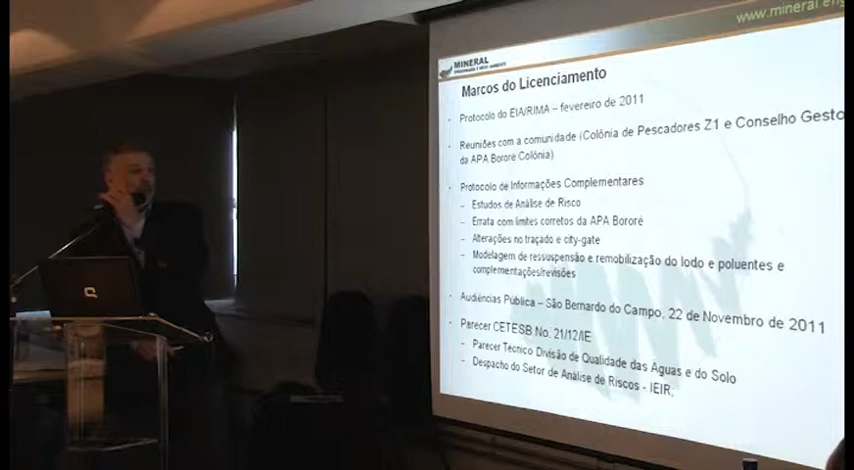 www.mineral.eng
MINERAL
ENGENHARIA E MEIO AMBIENTE
Marcos do Licenciamento
• Protocolo do EIA/RIMA – fevereiro de 2011
• Reuniões com a comunidade (Colônia de Pescadores Z1 e Conselho Gesto
da APA Bororé Colônia).
• Protocolo de Informações Complementares
– Estudos de Análise de Risco
– Errata com limites corretos da APA Bororé
– Alterações no traçado e city-gate
– Modelagem de ressuspensão e remobilização do lodo e poluentes e
complementações/revisões
• Audiências Pública – São Bernardo do Campo, 22 de Novembro de 2011
• Parecer CETESB No. 21/12/IE
– Parecer Técnico Divisão de Qualidade das Águas e do Solo
– Despacho do Setor de Análise de Riscos - IEIR;